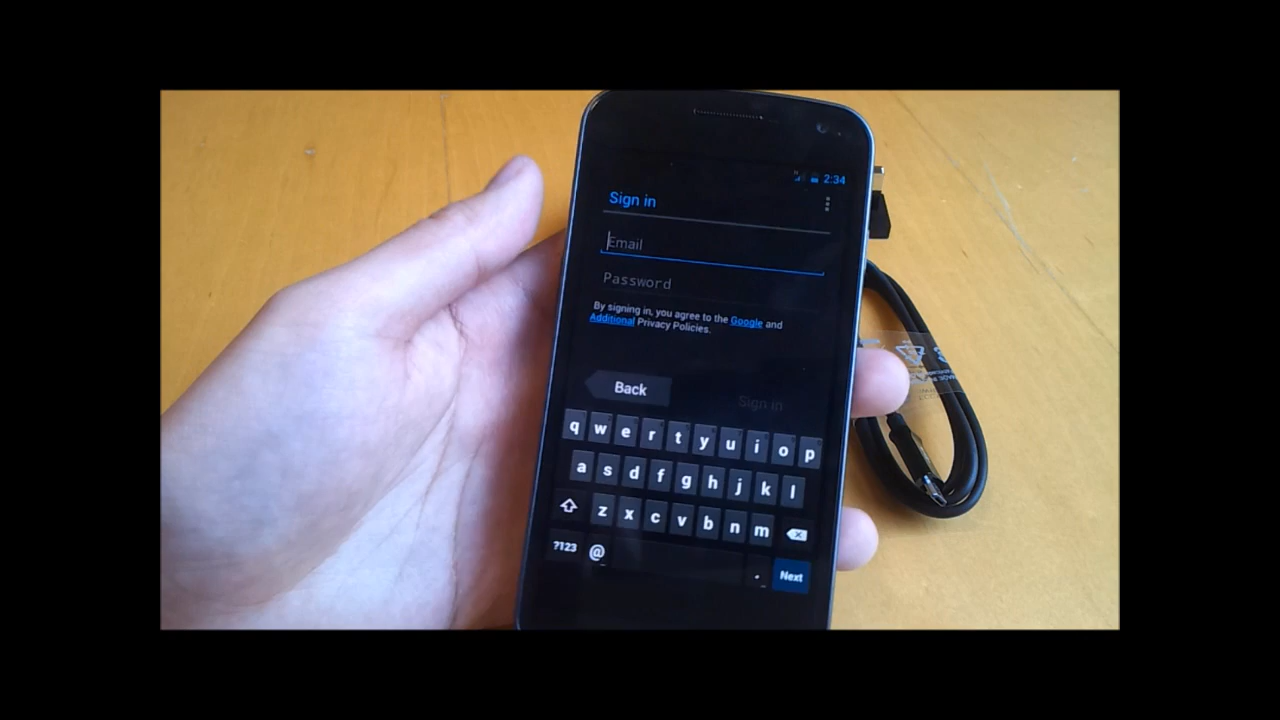 2:34
Sign in
Email
Password
By signing in, you agree to the Google and
Additional Privacy Policies.
Back
Sign in
q w e r t y u i o p
a s d f g h j k l
z x c v b n m
?123 @ . Next